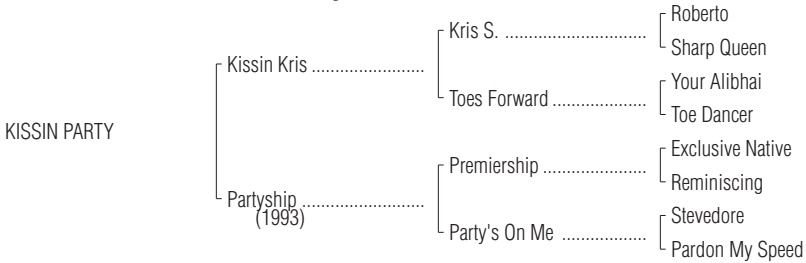 Roberto
Kris S. ..............................
Sharp Queen
Kissin Kris ........................
Your Alibhai
Toes Forward ....................
Toe Dancer
KISSIN PARTY
Exclusive Native
Premiership ......................
Reminiscing
Partyship ..........................
(1993)
Stevedore
Party's On Me ..................
Pardon My Speed